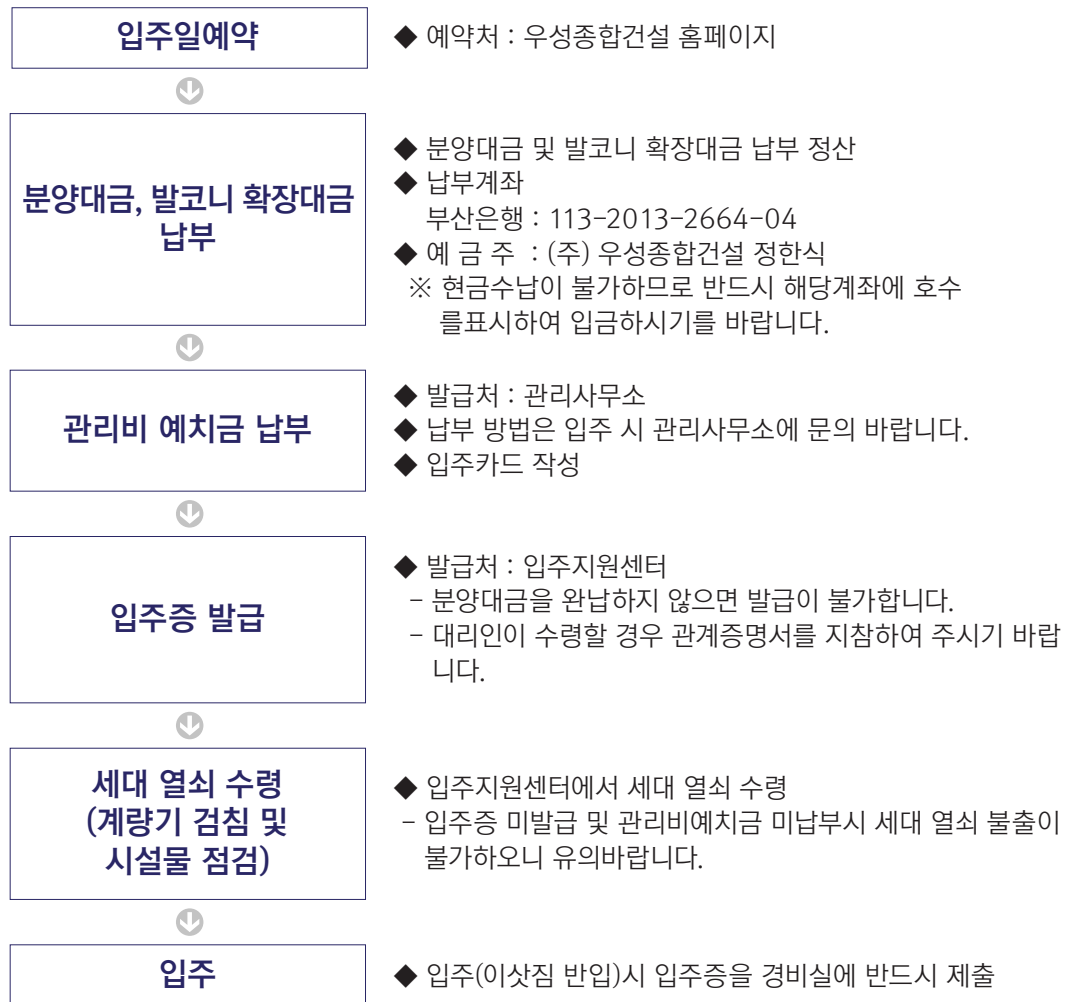 입주일예약
◆ 예약처 : 우성종합건설 홈페이지
분양대금, 발코니 확장대금
납부
◆ 분양대금 및 발코니 확장대금 납부 정산
◆ 납부계좌
부산은행 : 113-2013-2664-04
◆ 예 금 주 : (주) 우성종합건설 정한식
※ 현금수납이 불가하므로 반드시 해당계좌에 호수
를표시하여 입금하시기를 바랍니다.
관리비 예치금 납부
◆ 발급처 : 관리사무소
◆ 납부 방법은 입주 시 관리사무소에 문의 바랍니다.
◆ 입주카드 작성
입주증 발급
◆ 발급처 : 입주지원센터
- 분양대금을 완납하지 않으면 발급이 불가합니다.
- 대리인이 수령할 경우 관계증명서를 지참하여 주시기 바랍
니다.
세대 열쇠 수령
(계량기 검침 및
시설물 점검)
◆ 입주지원센터에서 세대 열쇠 수령
- 입주증 미발급 및 관리비예치금 미납부시 세대 열쇠 불출이
불가하오니 유의바랍니다.
입주
◆ 입주(이삿짐 반입)시 입주증을 경비실에 반드시 제출